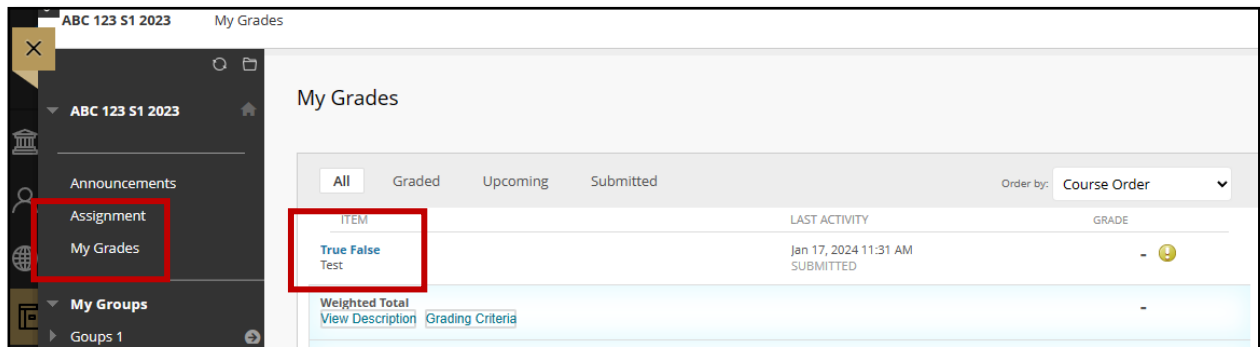 ABC 123 S1 2023 My Grades
ABC 123 S1 2023
Announcements
Assignment
My Grades
My Groups
Goups 1
My Grades
All Graded Upcoming Submitted Order by: Course Order
ITEM LAST ACTIVITY GRADE
True False Jan 17, 2024 11:31 AM -
Test SUBMITTED
Weighted Total -
View Description Grading Criteria